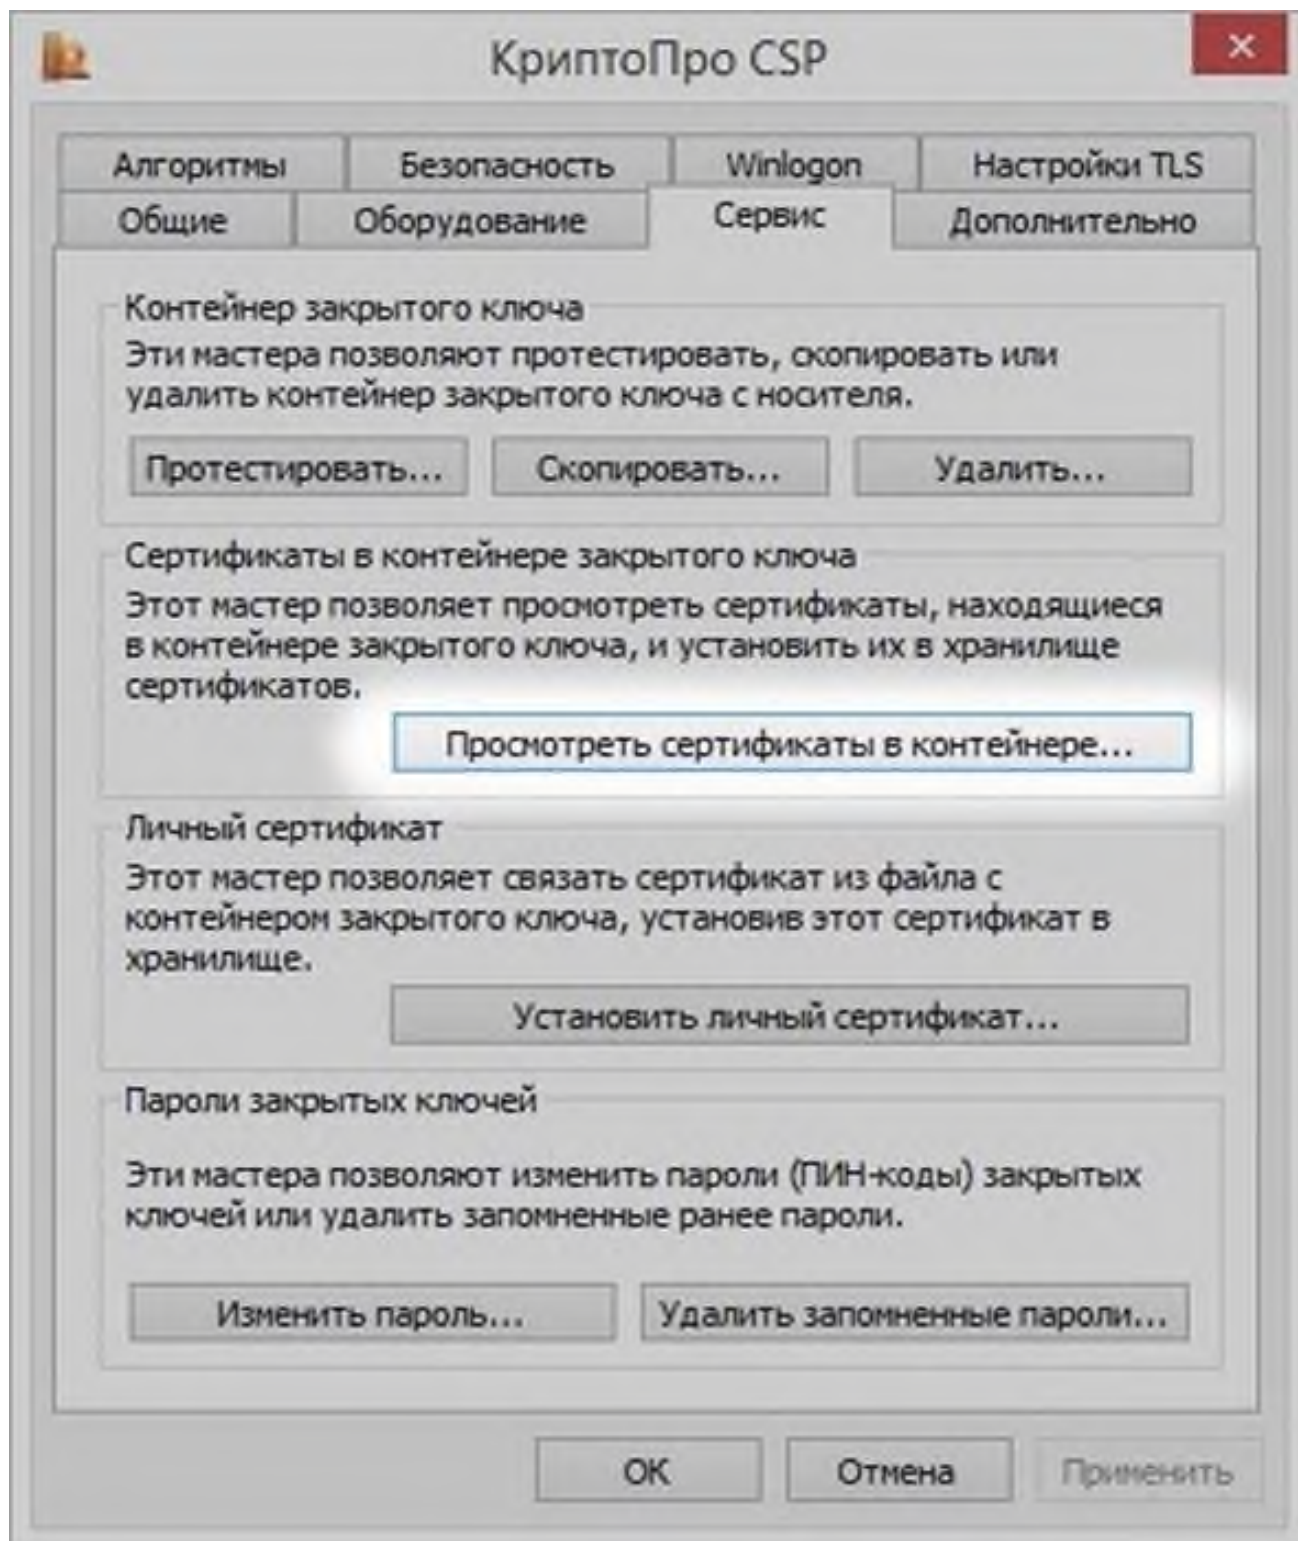 КриптоПро CSP
Алгоритмы
Безопасность
Winlogon
Настройки TLS
Общие
Оборудование
Сервис
Дополнительно
Контейнер закрытого ключа
Эти мастера позволяют протестировать, скопировать или
удалить контейнер закрытого ключа с носителя.
Протестировать...
Скопировать...
Удалить...
Сертификаты в контейнере закрытого ключа
Этот мастер позволяет просмотреть сертификаты, находящиеся
в контейнере закрытого ключа, и установить их в хранилище
сертификатов.
Просмотреть сертификаты в контейнере...
Личный сертификат
Этот мастер позволяет связать сертификат из файла с
контейнером закрытого ключа, установив этот сертификат в
хранилище.
Установить личный сертификат...
Пароли закрытых ключей
Эти мастера позволяют изменить пароли (ПИН-коды) закрытых
ключей или удалить запомненные ранее пароли.
Изменить пароль...
Удалить запомненные пароли...
ОК
Отмена
Применить